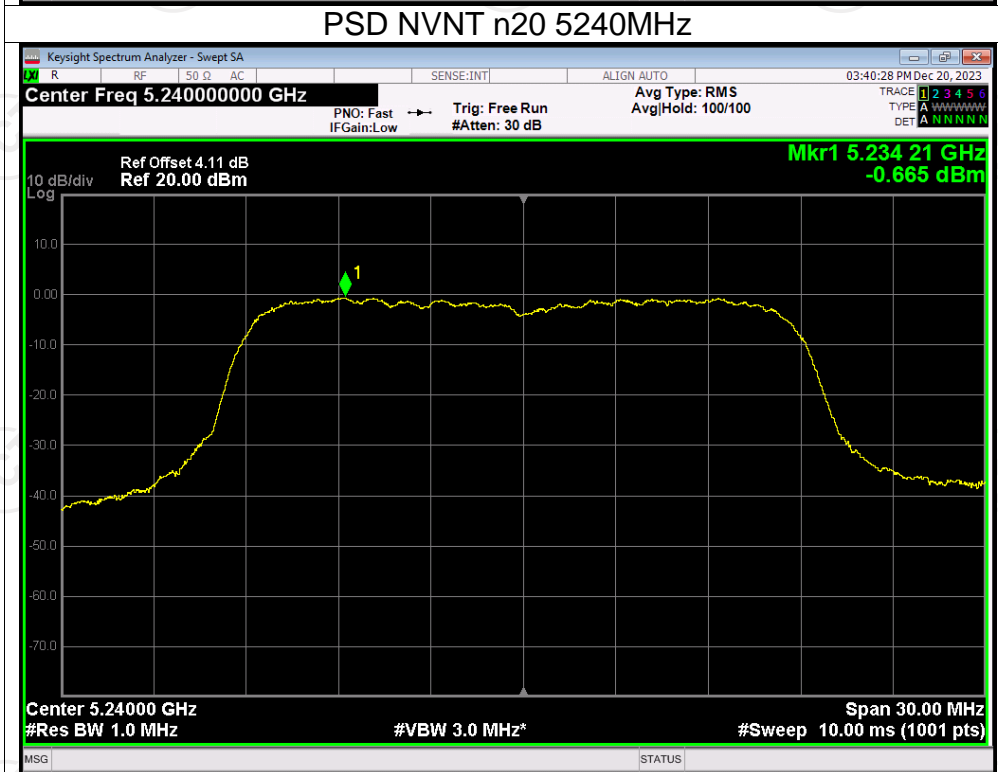 PSD NVNT n20 5240MHz
Keysight Spectrum Analyzer - Swept SA
LXI R RF 50 Ω AC SENSE:INT ALIGN AUTO 03:40:28 PM Dec 20, 2023
Center Freq 5.240000000 GHz
PNO: Fast
IFGain:Low
Trig: Free Run
#Atten: 30 dB
Avg Type: RMS
Avg|Hold: 100/100
TRACE 1 2 3 4 5 6
TYPE A WWWWW
DET A N N N N N
Ref Offset 4.11 dB
10 dB/div Ref 20.00 dBm
Log
Mkr1 5.234 21 GHz
-0.665 dBm
1
10.0
0.00
-10.0
-20.0
-30.0
-40.0
-50.0
-60.0
-70.0
Center 5.24000 GHz Span 30.00 MHz
#Res BW 1.0 MHz #VBW 3.0 MHz* #Sweep 10.00 ms (1001 pts)
MSG STATUS